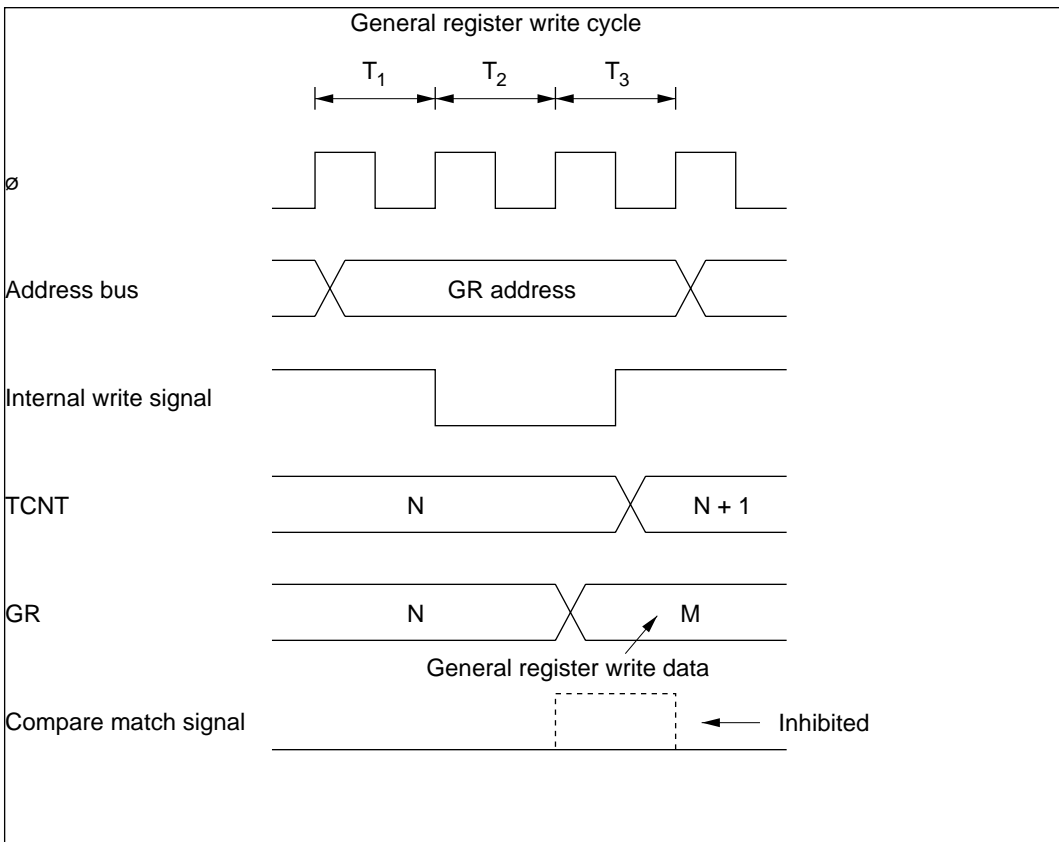 General register write cycle
T1 T2 T3
ø
Address bus GR address
Internal write signal
TCNT N N + 1
GR N M
General register write data
Compare match signal Inhibited